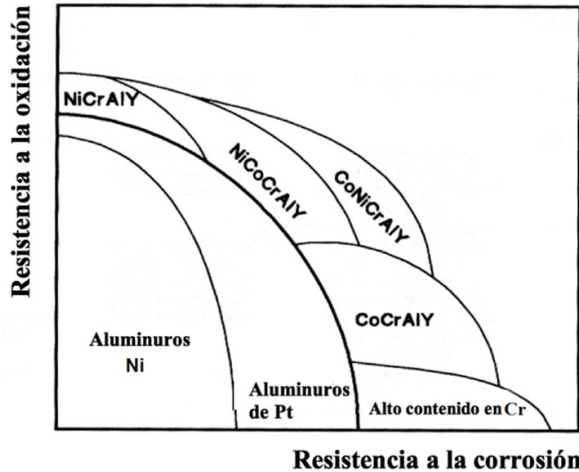 Resistencia a la oxidación
NiCrAlY
NiCoCrAlY
CoNiCrAlY
CoCrAlY
Aluminuros
Ni
Aluminuros
de Pt
Alto contenido en Cr
Resistencia a la corrosión